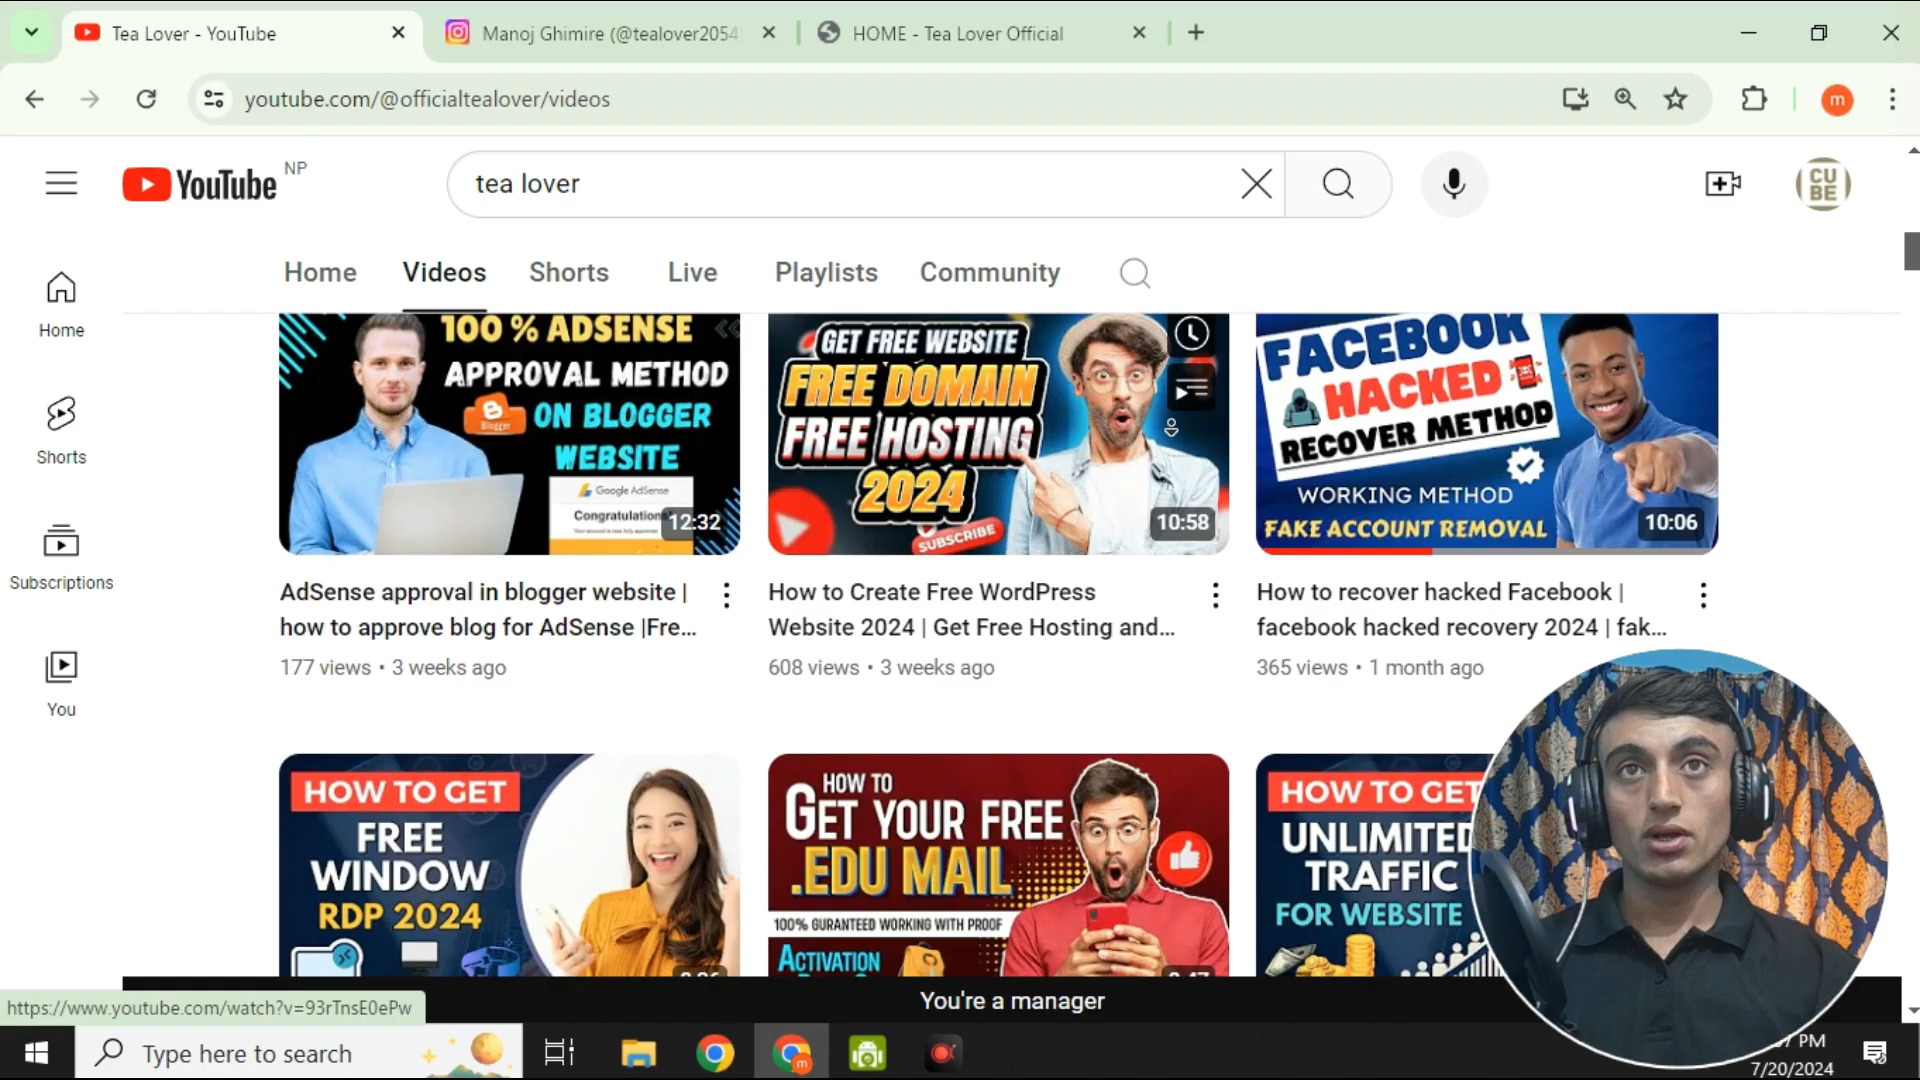 Tea Lover - YouTube
Manoj Ghimire (@tealover2054
HOME - Tea Lover Official
youtube.com/@officialtealover/videos
m
YouTube NP
tea lover
CU
BE
Home
Videos
Shorts
Live
Playlists
Community
Home
Shorts
Subscriptions
You
100 % ADSENSE
APPROVAL METHOD
Blogger
ON BLOGGER
WEBSITE
Google AdSense
Congratulation
12:32
GET FREE WEBSITE
FREE DOMAIN
FREE HOSTING
2024
SUBSCRIBE
10:58
FACEBOOK
HACKED
RECOVER METHOD
WORKING METHOD
FAKE ACCOUNT REMOVAL
10:06
AdSense approval in blogger website |
how to approve blog for AdSense |Fre...
177 views • 3 weeks ago
How to Create Free WordPress
Website 2024 | Get Free Hosting and...
608 views • 3 weeks ago
How to recover hacked Facebook |
facebook hacked recovery 2024 | fak...
365 views • 1 month ago
HOW TO GET
FREE
WINDOW
RDP 2024
HOW TO
GET YOUR FREE
.EDU MAIL
100% GURANTEED WORKING WITH PROOF
ACTIVATION
HOW TO GET
UNLIMITED
TRAFFIC
FOR WEBSITE
You're a manager
https://www.youtube.com/watch?v=93rTnsE0ePw
Type here to search
m
PM
7/20/2024